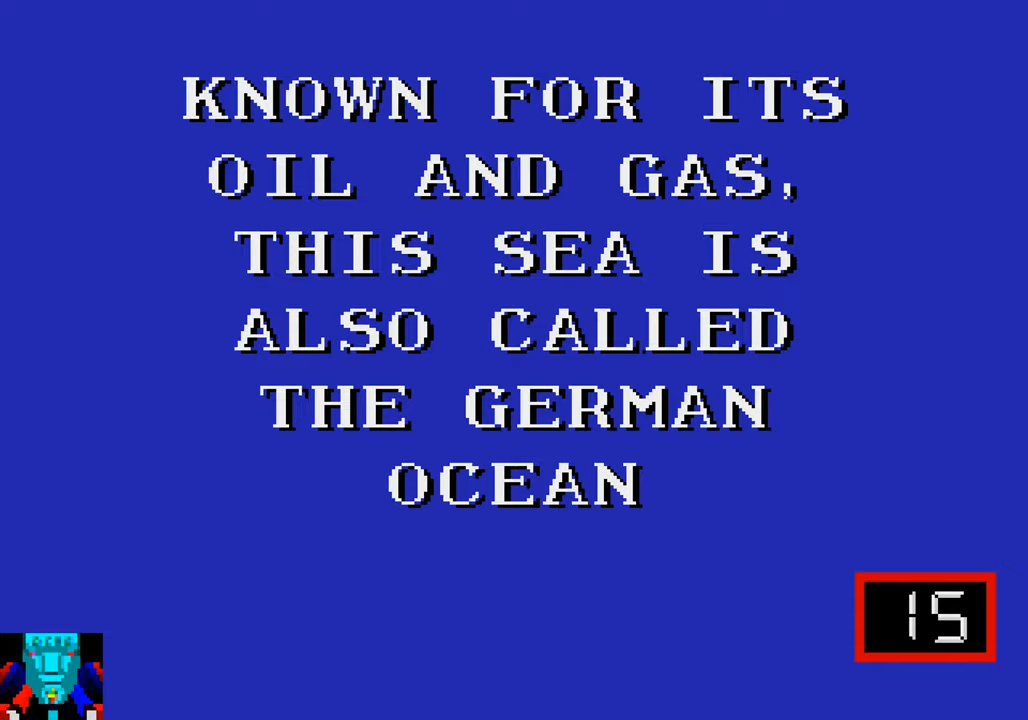 KNOWN FOR ITS
OIL AND GAS,
THIS SEA IS
ALSO CALLED
THE GERMAN
OCEAN
15